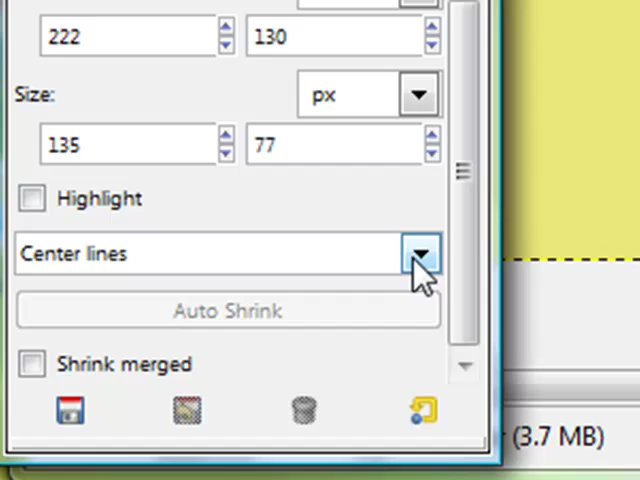 222 130
Size: px
135 77
Highlight
Center lines
Auto Shrink
Shrink merged
(3.7 MB)